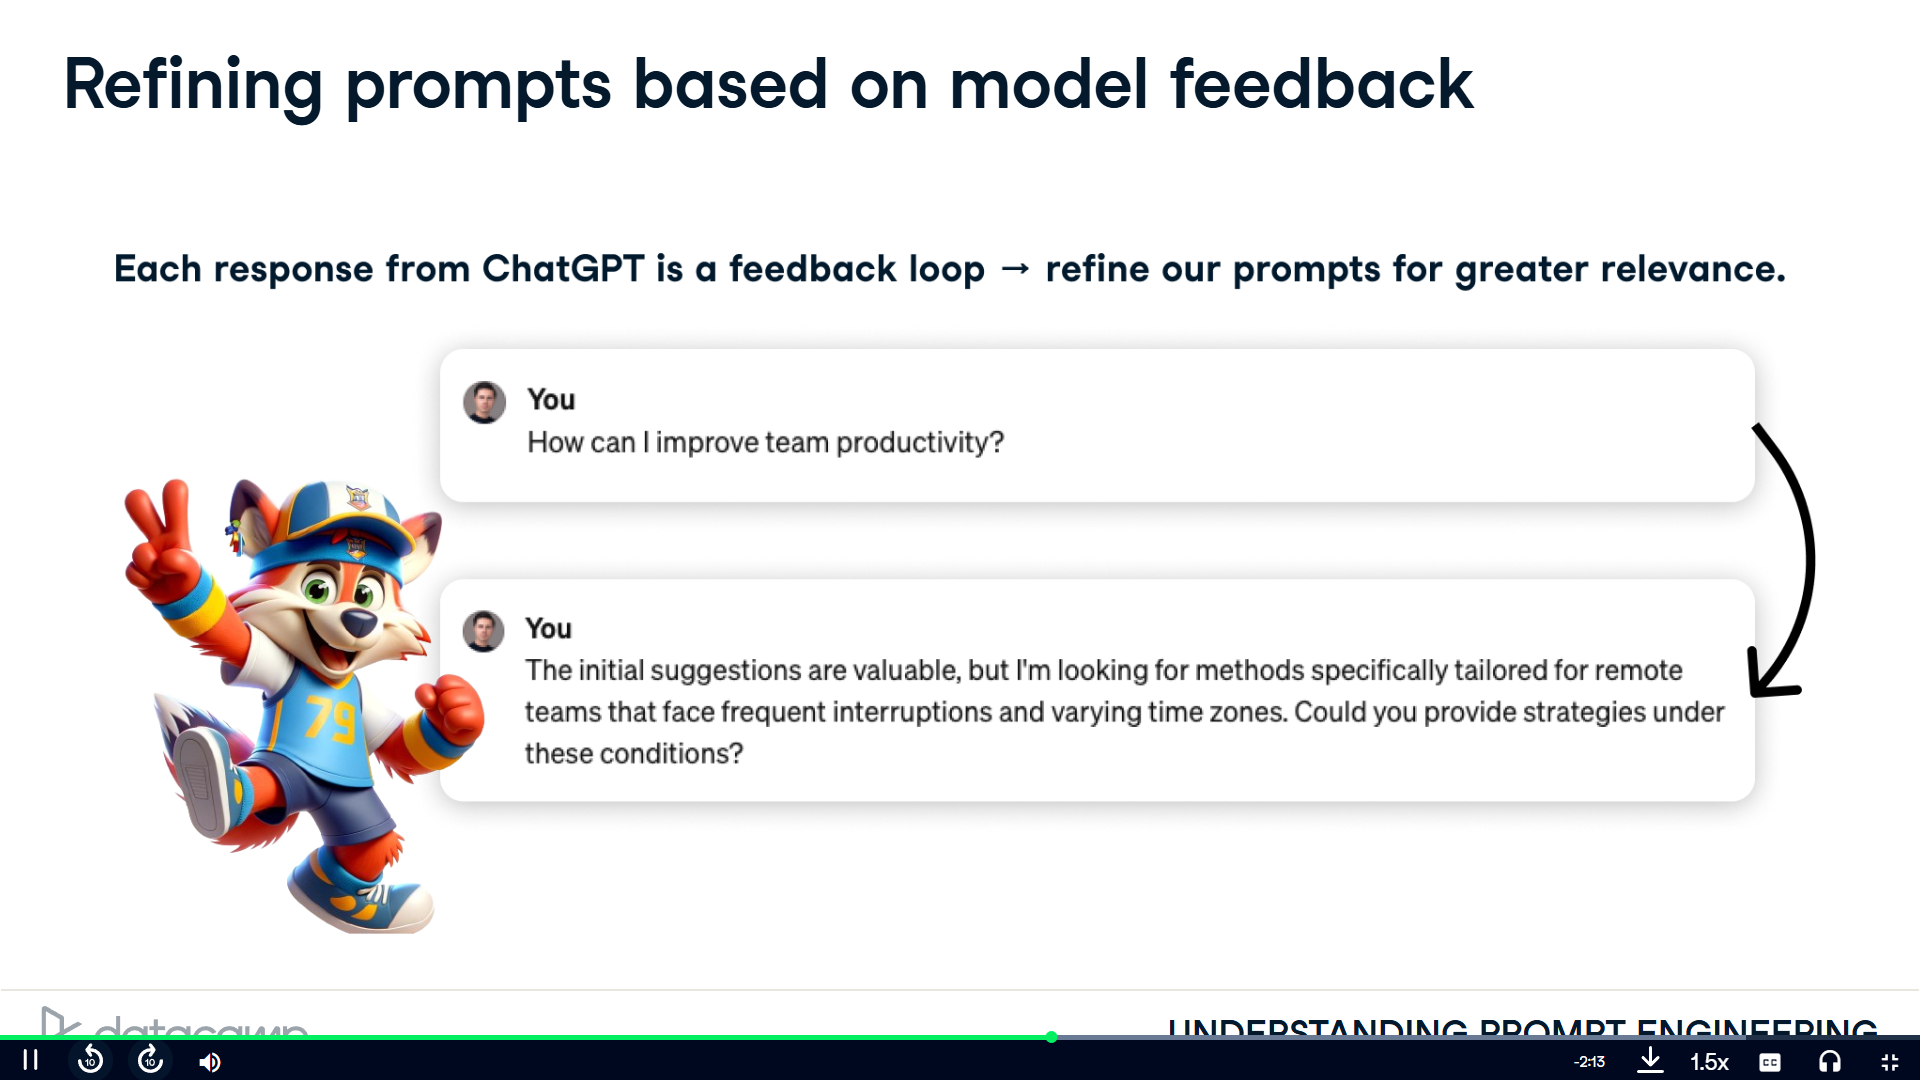 Refining prompts based on model feedback
Each response from ChatGPT is a feedback loop → refine our prompts for greater relevance.
You
How can I improve team productivity?
You
The initial suggestions are valuable, but I'm looking for methods specifically tailored for remote
teams that face frequent interruptions and varying time zones. Could you provide strategies under
these conditions?
79
datacamp
UNDERSTANDING PROMPT ENGINEERING
10
10
-2:13
1.5x
CC